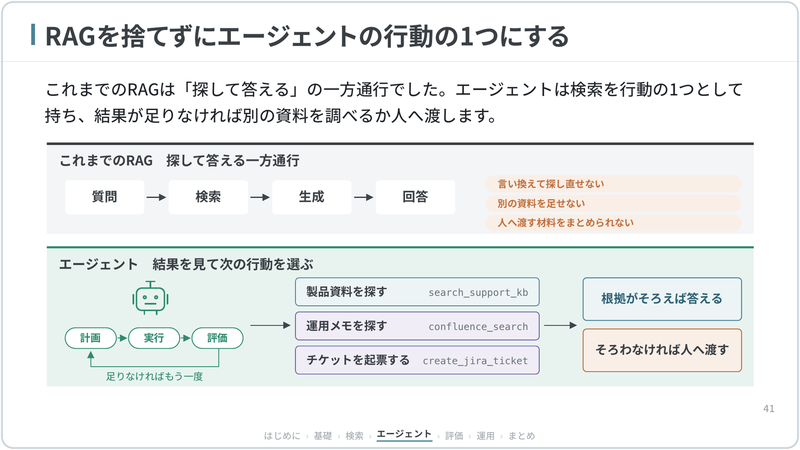 RAGを捨てずにエージェントの行動の1つにする
これまでのRAGは「探して答える」の一方通行でした。エージェントは検索を行動の1つとして
持ち、結果が足りなければ別の資料を調べるか人へ渡します。
これまでのRAG 探して答える一方通行
質問
検索
生成
回答
言い換えて探し直せない
別の資料を足せない
人へ渡す材料をまとめられない
エージェント 結果を見て次の行動を選ぶ
計画
実行
評価
足りなければもう一度
製品資料を探す search_support_kb
運用メモを探す confluence_search
チケットを起票する create_jira_ticket
根拠がそろえば答える
そろわなければ人へ渡す
41
はじめに › 基礎 › 検索 › エージェント › 評価 › 運用 › まとめ